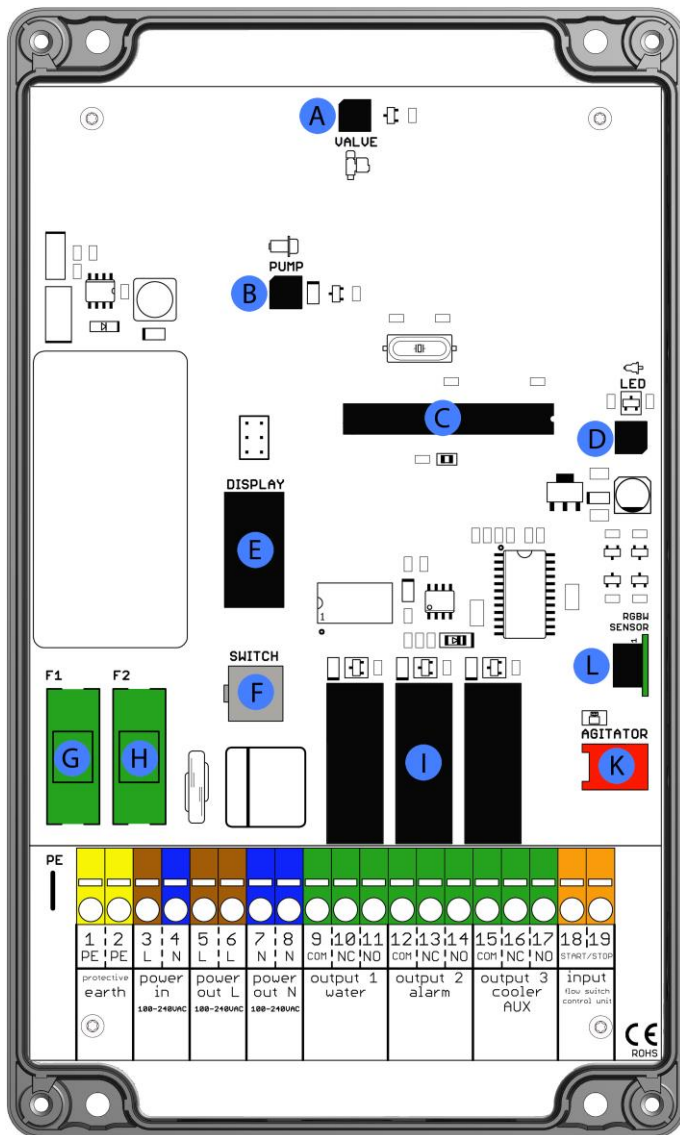 A
VALVE
PUMP
B
LED
C
D
DISPLAY
E
1
RGBW
SENSOR
1
L
SWITCH
F
F1 F2
G H
I
AGITATOR
K
PE
1 2 3 4 5 6 7 8 9 10 11 12 13 14 15 16 17 18 19
PE PE L N L L N N COM NC NO COM NC NO COM NC NO START/STOP
protective earth
power in 100-240VAC
power out L 100-240VAC
power out N 100-240VAC
output 1 water
output 2 alarm
output 3 cooler AUX
input flow switch control unit
CE
ROHS